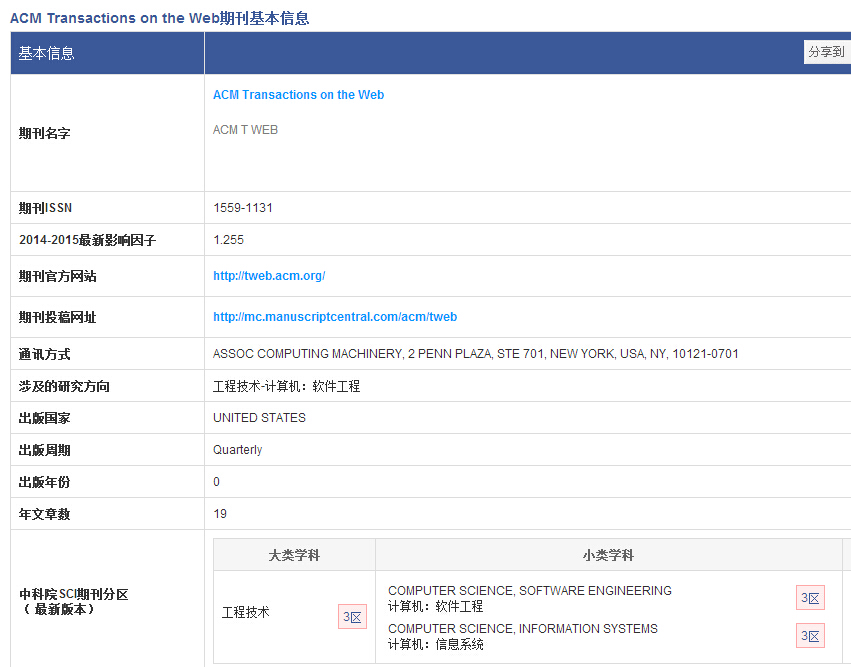 ACM Transactions on the Web期刊基本信息
基本信息
分享到
期刊名字
ACM Transactions on the Web
ACM T WEB
期刊ISSN
1559-1131
2014-2015最新影响因子
1.255
期刊官方网站
http://tweb.acm.org/
期刊投稿网址
http://mc.manuscriptcentral.com/acm/tweb
通讯方式
ASSOC COMPUTING MACHINERY, 2 PENN PLAZA, STE 701, NEW YORK, USA, NY, 10121-0701
涉及的研究方向
工程技术-计算机：软件工程
出版国家
UNITED STATES
出版周期
Quarterly
出版年份
0
年文章数
19
中科院SCI期刊分区
（ 最新版本）
大类学科
小类学科
工程技术
3区
COMPUTER SCIENCE, SOFTWARE ENGINEERING
计算机：软件工程
3区
COMPUTER SCIENCE, INFORMATION SYSTEMS
计算机：信息系统
3区